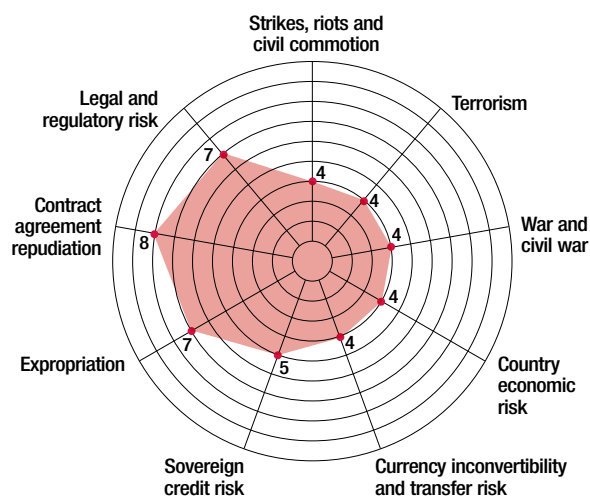 Strikes, riots and
civil commotion
Legal and
regulatory risk
Terrorism
7
4
4
Contract
agreement
repudiation
8
4
War and
civil war
4
Expropriation
7
5
4
Country
economic
risk
Sovereign
credit risk
Currency inconvertibility
and transfer risk